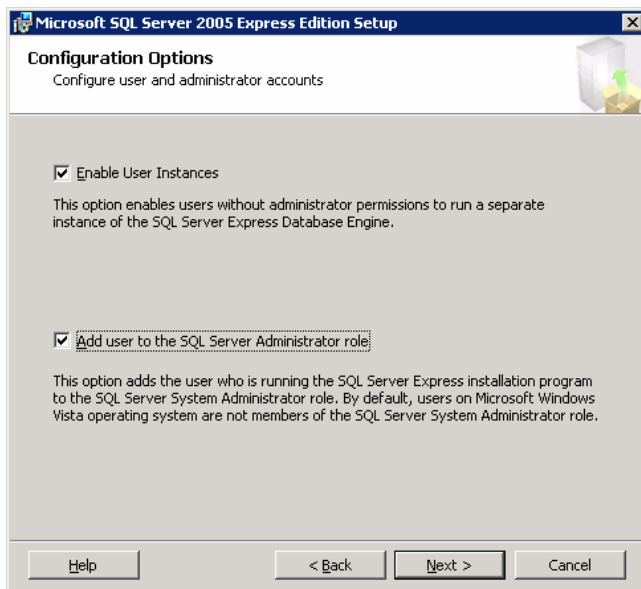 Microsoft SQL Server 2005 Express Edition Setup
Configuration Options
Configure user and administrator accounts
Enable User Instances
This option enables users without administrator permissions to run a separate
instance of the SQL Server Express Database Engine.
Add user to the SQL Server Administrator role
This option adds the user who is running the SQL Server Express installation program
to the SQL Server System Administrator role. By default, users on Microsoft Windows
Vista operating system are not members of the SQL Server System Administrator role.
Help
< Back
Next >
Cancel